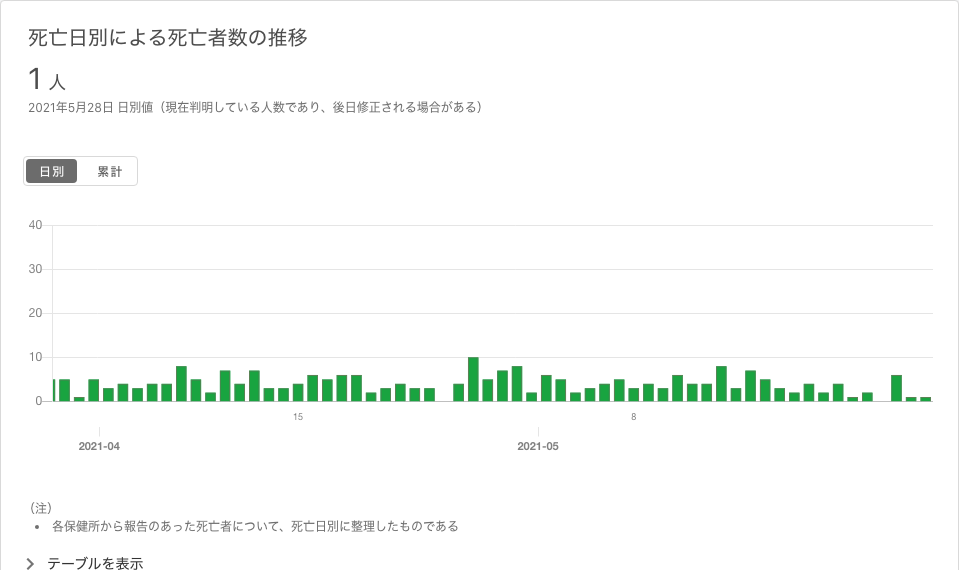 死亡日別による死亡者数の推移
1 人
2021年5月28日 日別値（現在判明している人数であり、後日修正される場合がある）
日別 累計
40
30
20
10
0
15 8
2021-04 2021-05
（注）
• 各保健所から報告のあった死亡者について、死亡日別に整理したものである
テーブルを表示